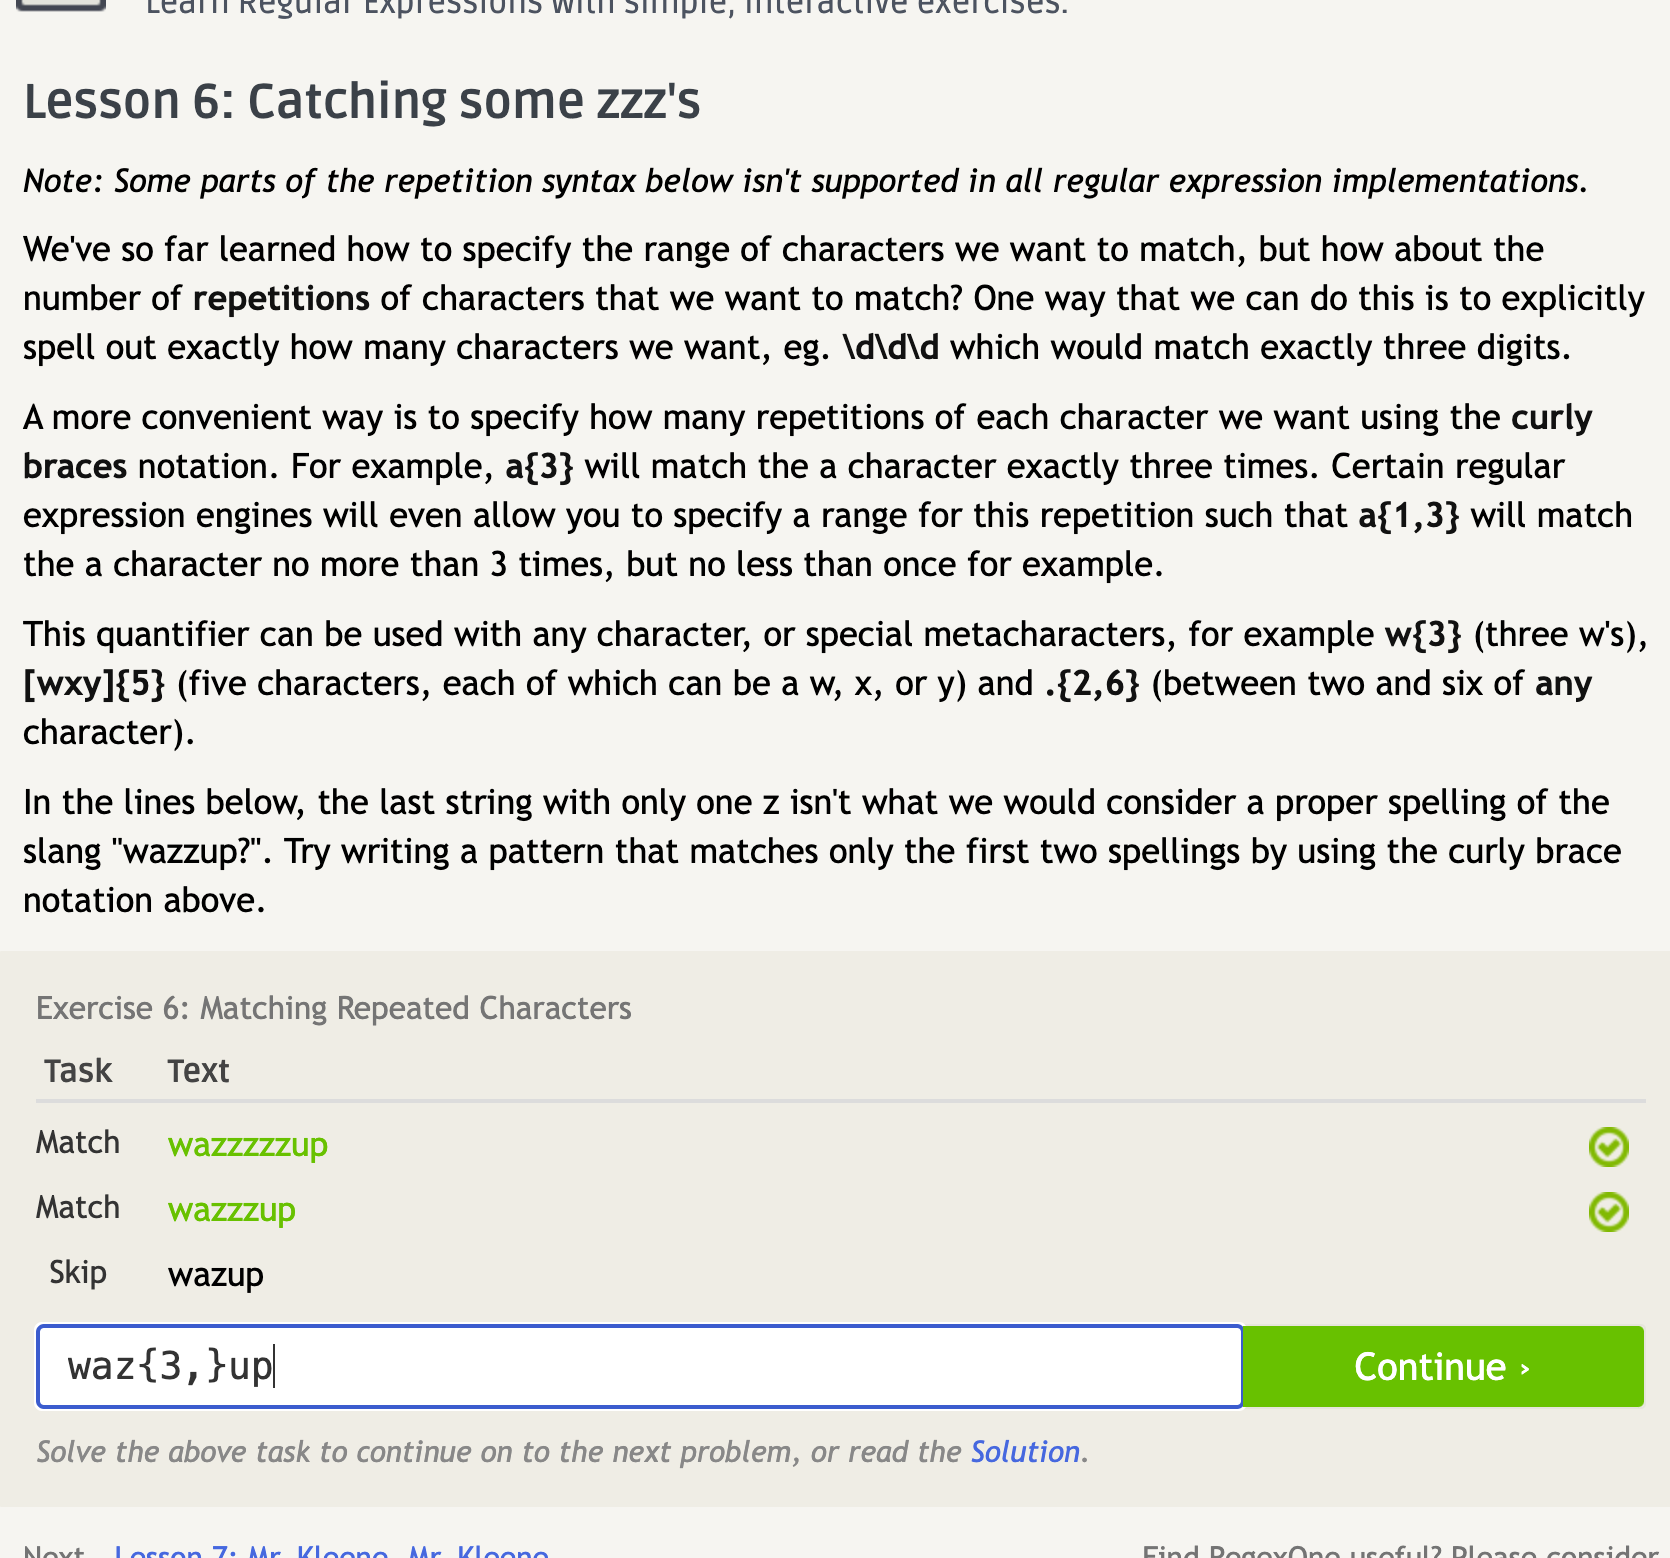 Learn Regular Expressions with simple, interactive exercises.
Lesson 6: Catching some zzz's
Note: Some parts of the repetition syntax below isn't supported in all regular expression implementations.
We've so far learned how to specify the range of characters we want to match, but how about the
number of repetitions of characters that we want to match? One way that we can do this is to explicitly
spell out exactly how many characters we want, eg. \d\d\d which would match exactly three digits.
A more convenient way is to specify how many repetitions of each character we want using the curly
braces notation. For example, a{3} will match the a character exactly three times. Certain regular
expression engines will even allow you to specify a range for this repetition such that a{1,3} will match
the a character no more than 3 times, but no less than once for example.
This quantifier can be used with any character, or special metacharacters, for example w{3} (three w's),
[wxy]{5} (five characters, each of which can be a w, x, or y) and .{2,6} (between two and six of any
character).
In the lines below, the last string with only one z isn't what we would consider a proper spelling of the
slang "wazzup?". Try writing a pattern that matches only the first two spellings by using the curly brace
notation above.
Exercise 6: Matching Repeated Characters
Task Text
Match wazzzzzup
Match wazzzup
Skip wazup
waz{3,}up
Continue ›
Solve the above task to continue on to the next problem, or read the Solution.
Next Lesson 7: Mr. Kleene, Mr. Kleene
Find RegexOne useful? Please consider